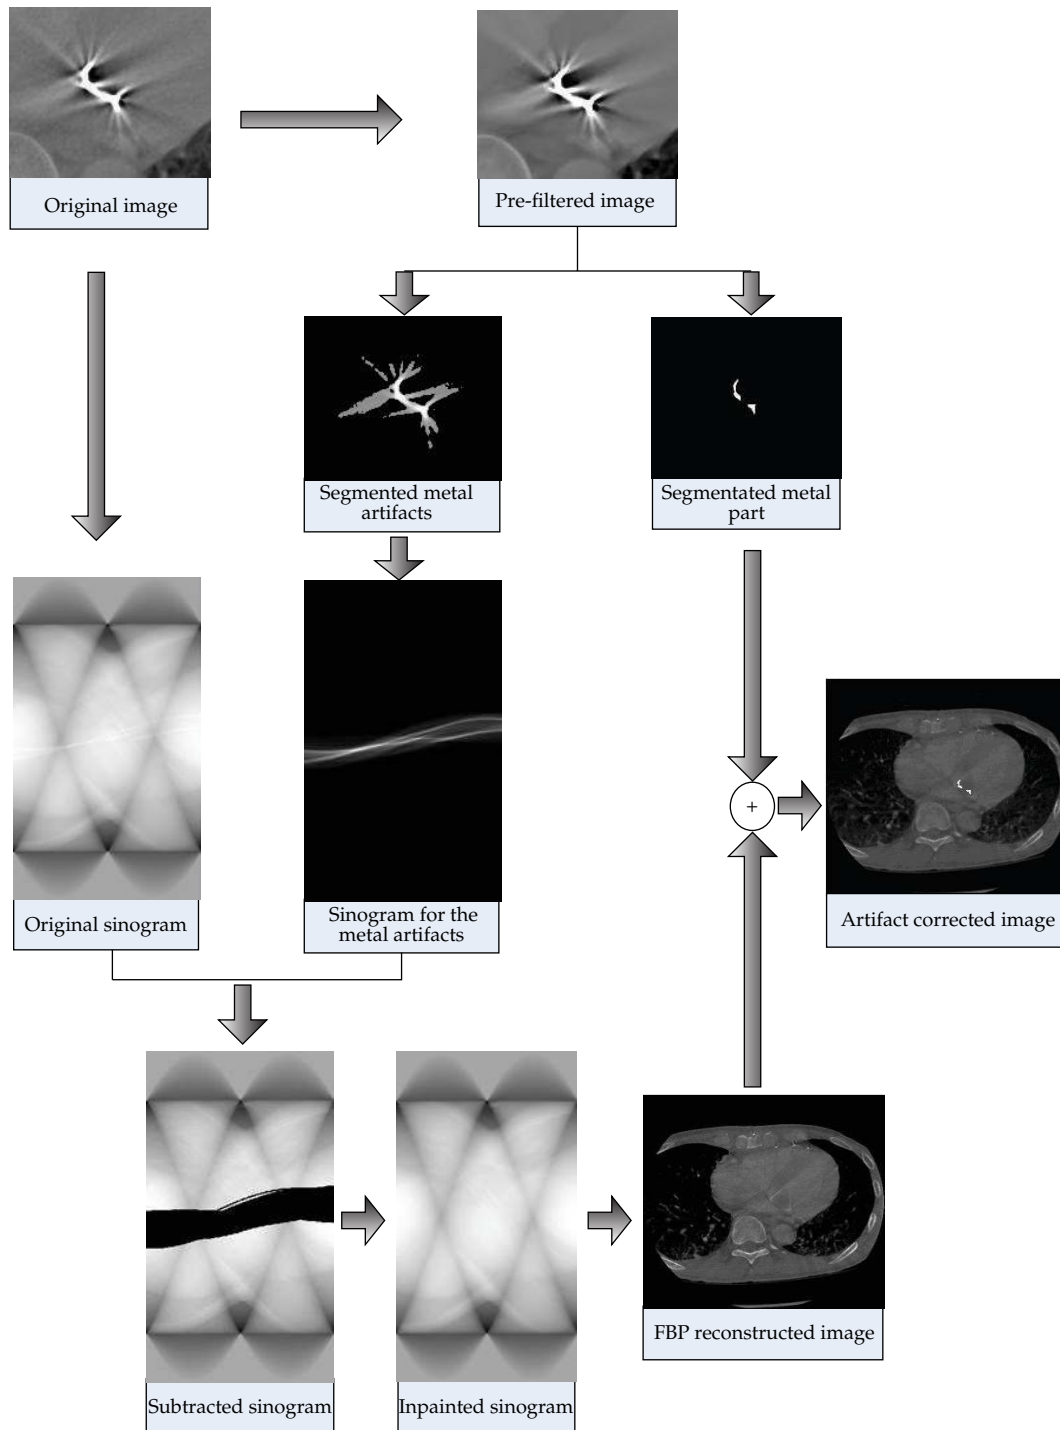 Original image
Pre-filtered image
Segmented metal
artifacts
Segmentated metal
part
+
Original sinogram
Sinogram for the
metal artifacts
Artifact corrected image
FBP reconstructed image
Subtracted sinogram
Inpainted sinogram